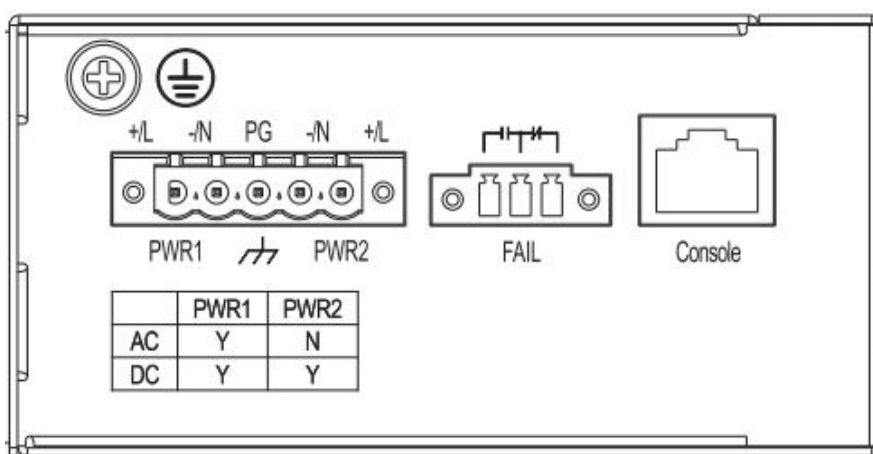 +/L -/N PG -/N +/L
PWR1 PWR2 FAIL Console
PWR1 PWR2
AC Y N
DC Y Y